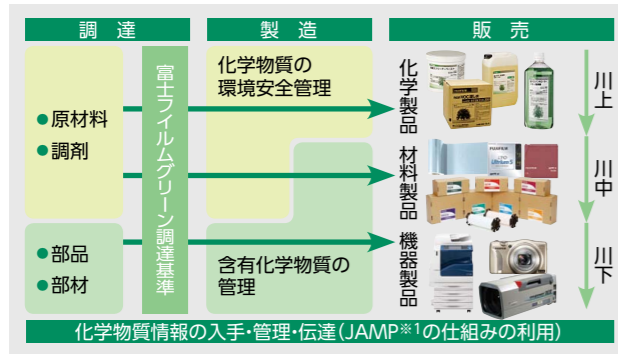 調達
製造
販売
●原材料
●調剤
●部品
●部材
富士フイルムグリーン調達基準
化学物質の
環境安全管理
含有化学物質の
管理
化学製品
材料製品
機器製品
川上
川中
川下
化学物質情報の入手・管理・伝達（JAMP※1の仕組みの利用）